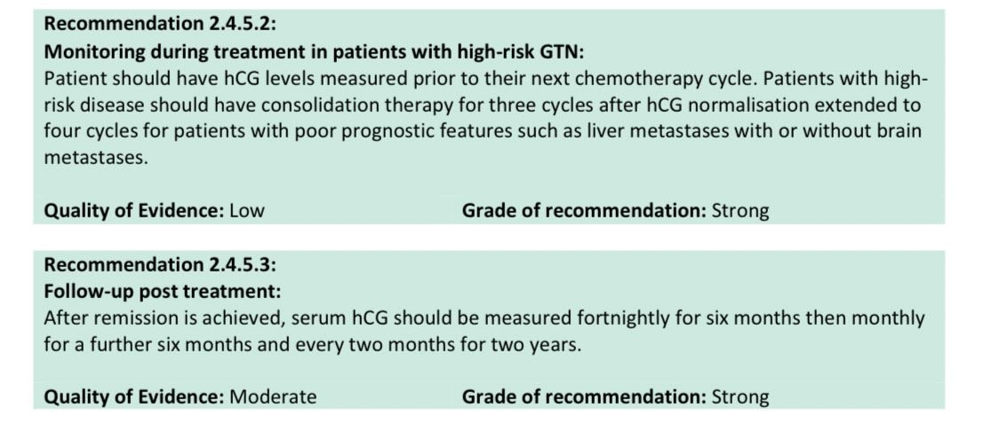 Recommendation 2.4.5.2:
Monitoring during treatment in patients with high-risk GTN:
Patient should have hCG levels measured prior to their next chemotherapy cycle. Patients with high-
risk disease should have consolidation therapy for three cycles after hCG normalisation extended to
four cycles for patients with poor prognostic features such as liver metastases with or without brain
metastases.
Quality of Evidence: Low Grade of recommendation: Strong
Recommendation 2.4.5.3:
Follow-up post treatment:
After remission is achieved, serum hCG should be measured fortnightly for six months then monthly
for a further six months and every two months for two years.
Quality of Evidence: Moderate Grade of recommendation: Strong